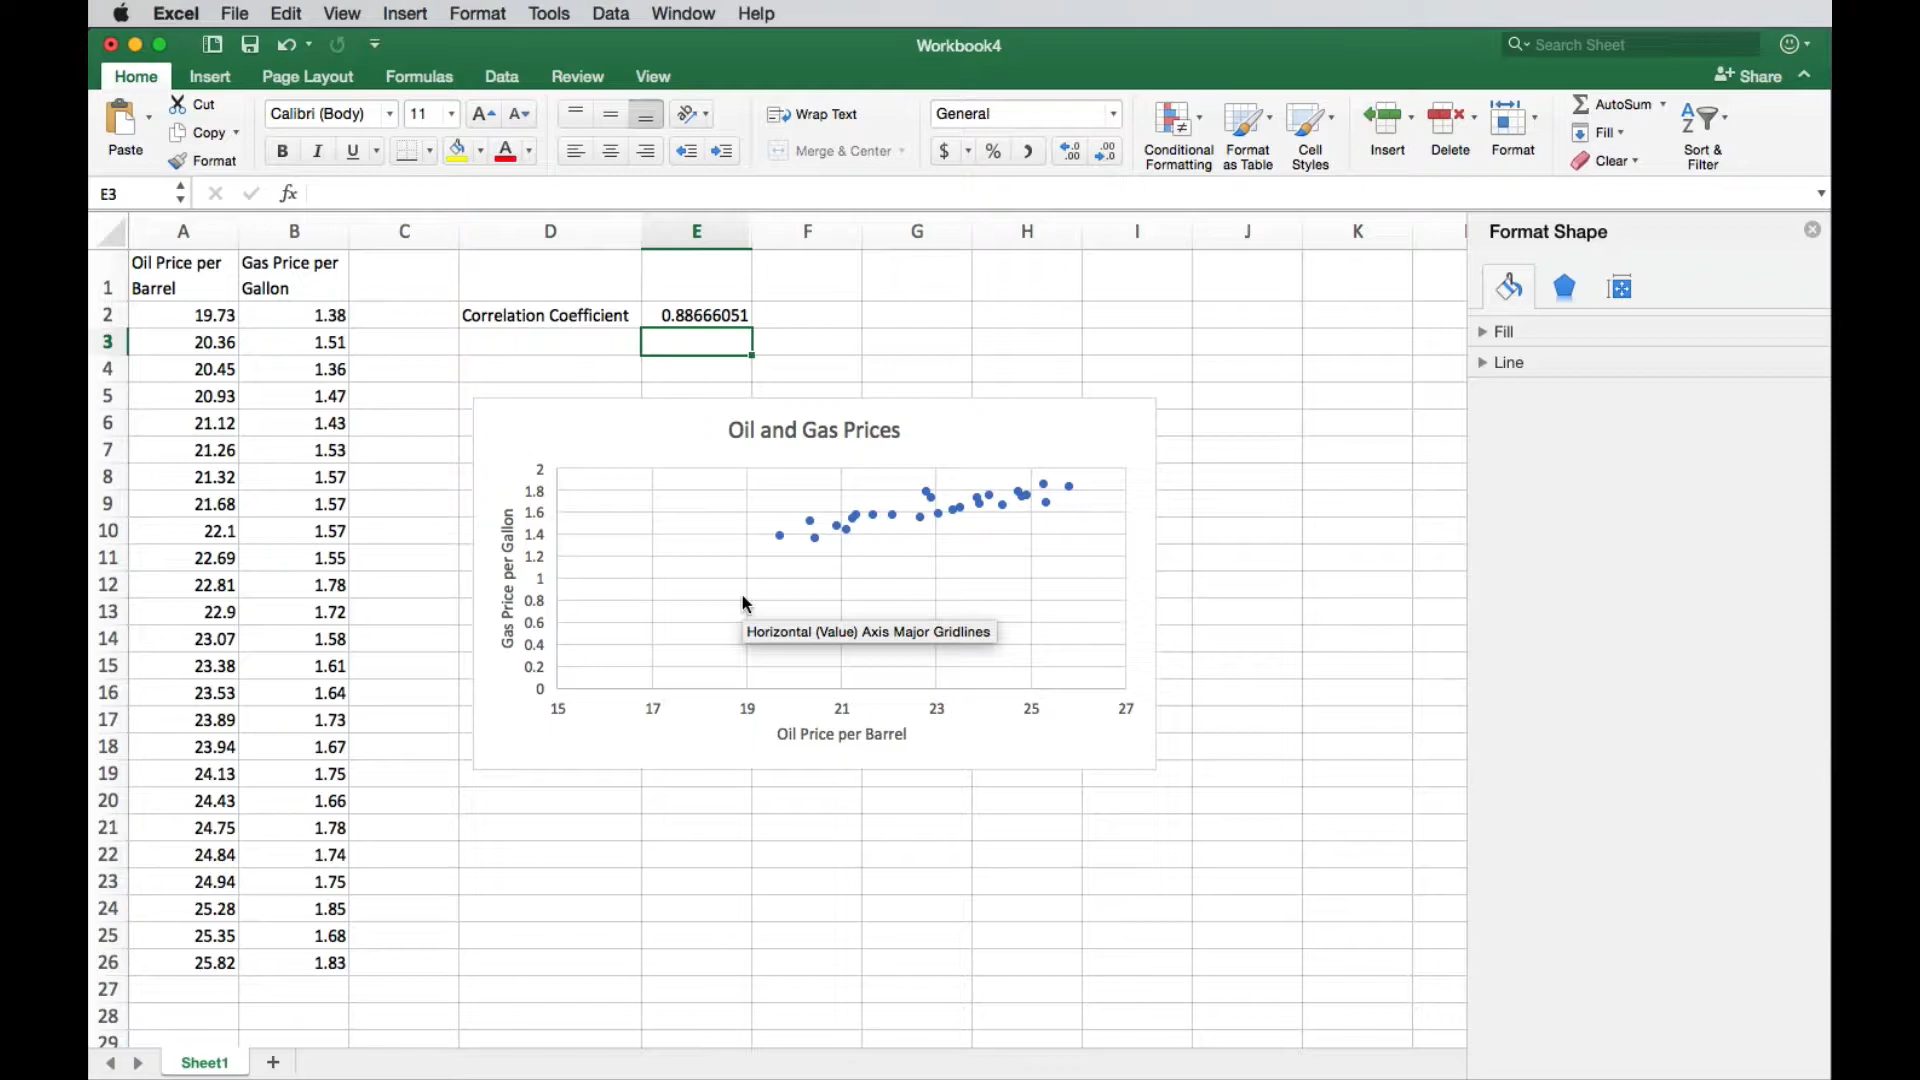 Excel File Edit View Insert Format Tools Data Window Help
Workbook4
Search Sheet
Home Insert Page Layout Formulas Data Review View
Share
Paste
Cut
Copy
Format
Calibri (Body) 11 A A
B I U A
Wrap Text
Merge & Center
General
$ % .0 .00 .00 .0
Conditional Formatting
Format as Table
Cell Styles
Insert
Delete
Format
AutoSum
Fill
Clear
Sort & Filter
E3 fx
A B C D E F G H I J K
1 Oil Price per Barrel Gas Price per Gallon
2 19.73 1.38 Correlation Coefficient 0.88666051
3 20.36 1.51
4 20.45 1.36
5 20.93 1.47
6 21.12 1.43
7 21.26 1.53
8 21.32 1.57
9 21.68 1.57
10 22.1 1.57
11 22.69 1.55
12 22.81 1.78
13 22.9 1.72
14 23.07 1.58
15 23.38 1.61
16 23.53 1.64
17 23.89 1.73
18 23.94 1.67
19 24.13 1.75
20 24.43 1.66
21 24.75 1.78
22 24.84 1.74
23 24.94 1.75
24 25.28 1.85
25 25.35 1.68
26 25.82 1.83
27
28
29
Oil and Gas Prices
Gas Price per Gallon
2
1.8
1.6
1.4
1.2
1
0.8
0.6
0.4
0.2
0
15 17 19 21 23 25 27
Oil Price per Barrel
Horizontal (Value) Axis Major Gridlines
Format Shape
Fill
Line
Sheet1 +